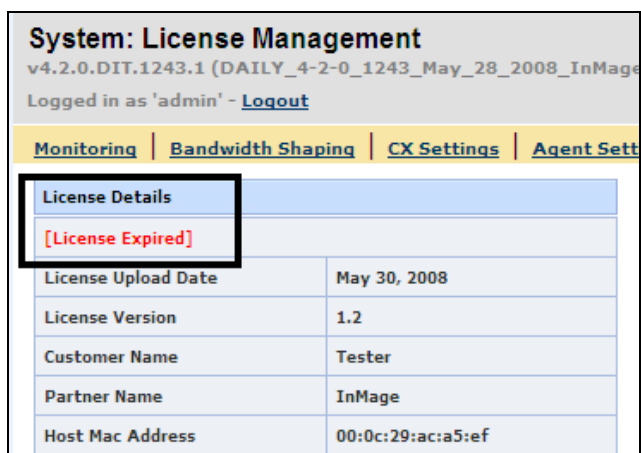 System: License Management
v4.2.0.DIT.1243.1 (DAILY_4-2-0_1243_May_28_2008_InMage
Logged in as 'admin' - Logout
Monitoring | Bandwidth Shaping | CX Settings | Agent Sett
License Details
[License Expired]
License Upload Date May 30, 2008
License Version 1.2
Customer Name Tester
Partner Name InMage
Host Mac Address 00:0c:29:ac:a5:ef